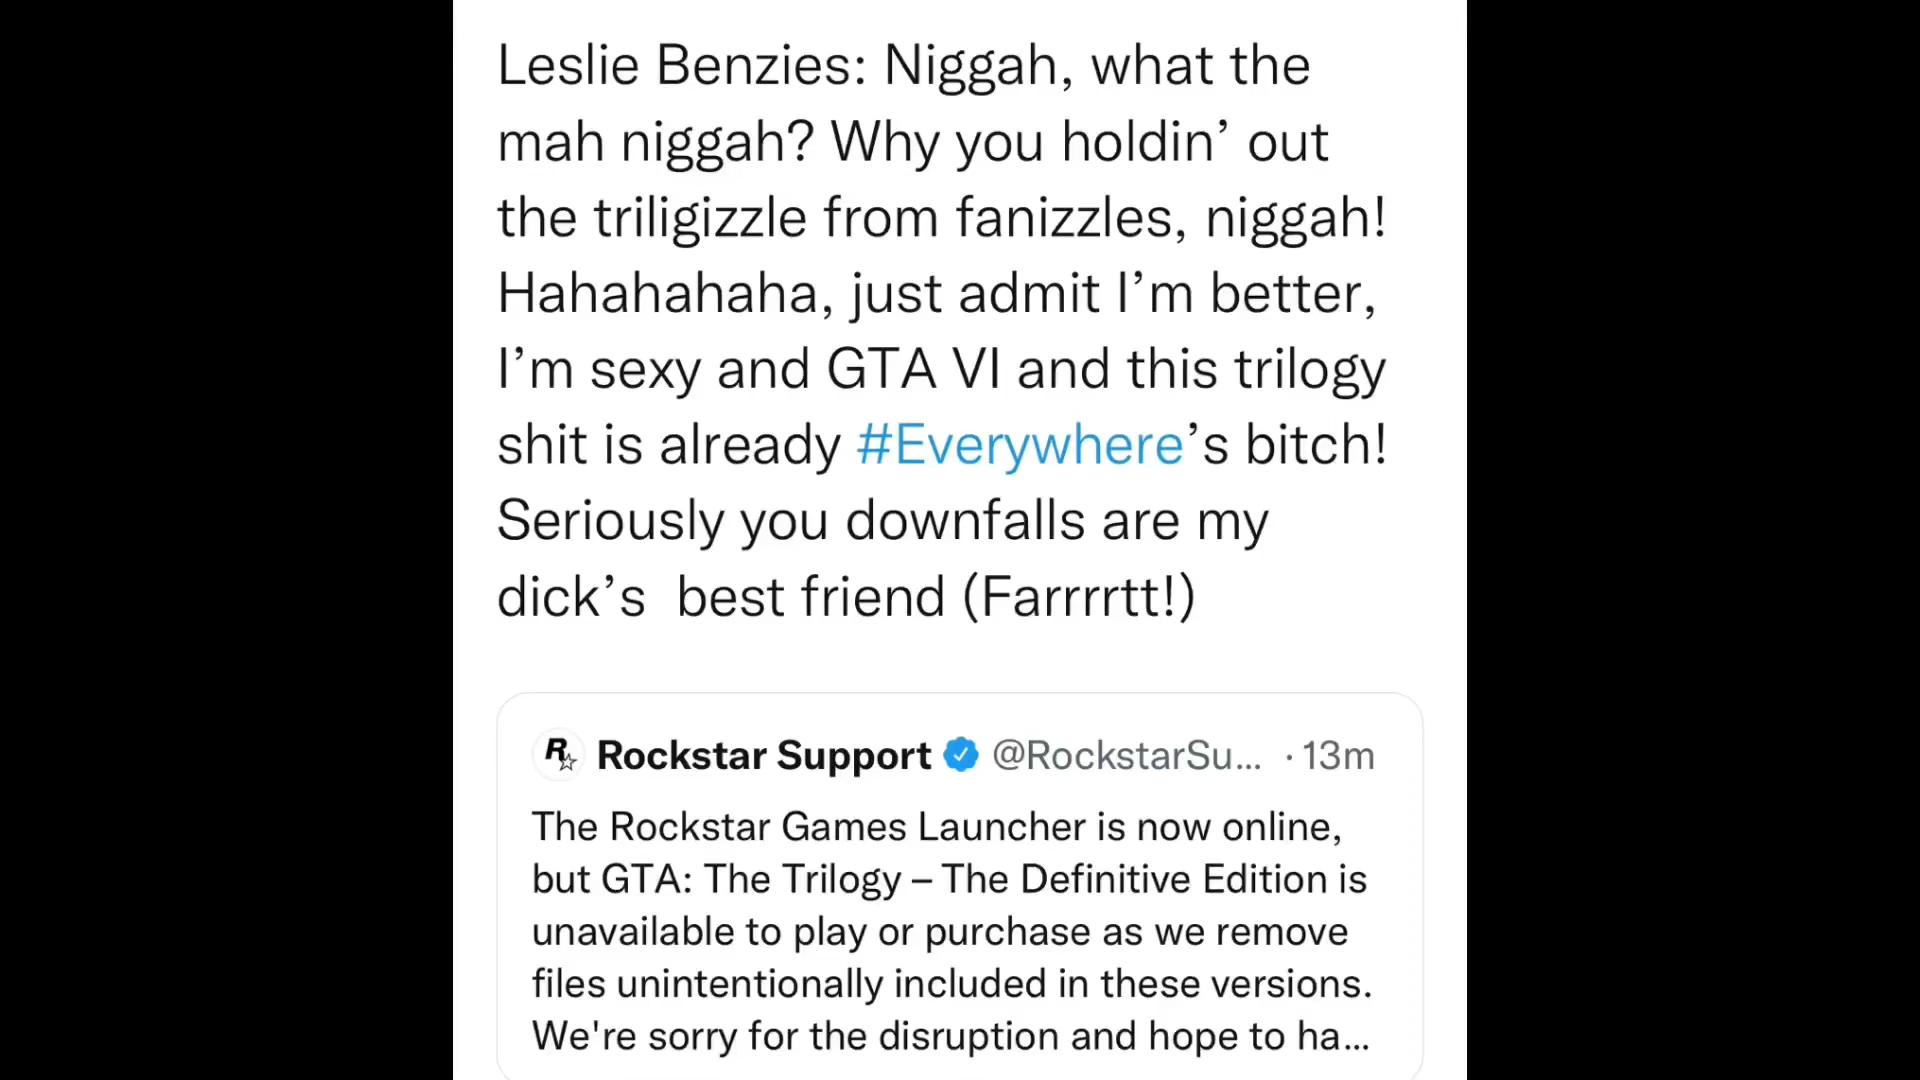 Leslie Benzies: Niggah, what the
mah niggah? Why you holdin’ out
the triligizzle from fanizzles, niggah!
Hahahahaha, just admit I’m better,
I’m sexy and GTA VI and this trilogy
shit is already #Everywhere’s bitch!
Seriously you downfalls are my
dick’s  best friend (Farrrrtt!)
Rockstar Support @RockstarSu... · 13m
The Rockstar Games Launcher is now online,
but GTA: The Trilogy – The Definitive Edition is
unavailable to play or purchase as we remove
files unintentionally included in these versions.
We're sorry for the disruption and hope to ha...